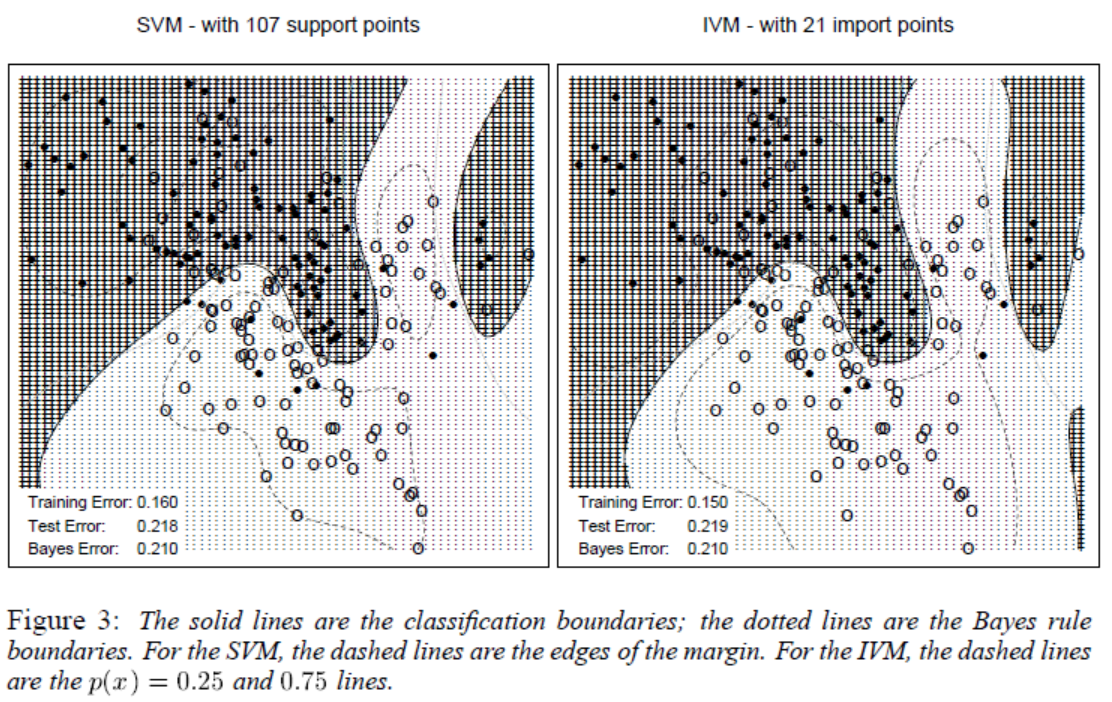 SVM - with 107 support points
IVM - with 21 import points
Training Error: 0.160
Test Error: 0.218
Bayes Error: 0.210
Training Error: 0.150
Test Error: 0.219
Bayes Error: 0.210
Figure 3: The solid lines are the classification boundaries; the dotted lines are the Bayes rule
boundaries. For the SVM, the dashed lines are the edges of the margin. For the IVM, the dashed lines
are the p(x) = 0.25 and 0.75 lines.